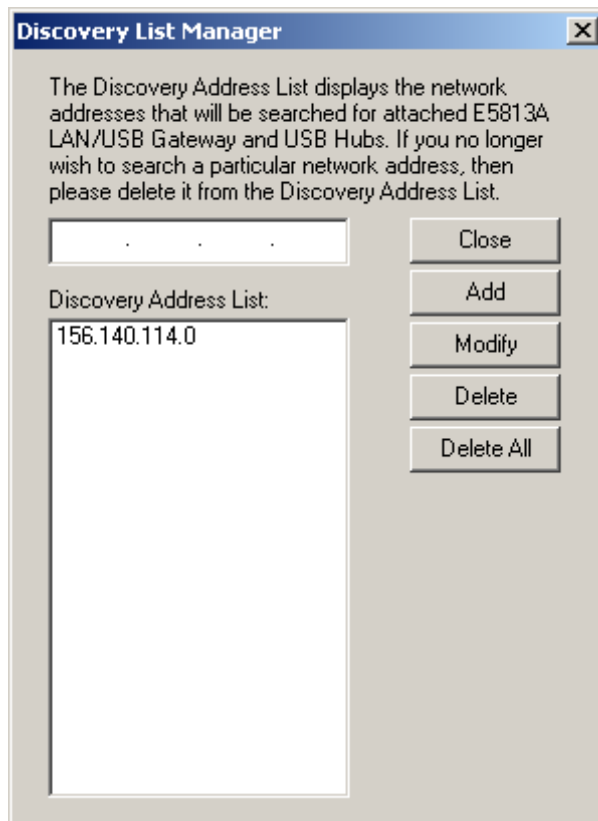 Discovery List Manager
The Discovery Address List displays the network
addresses that will be searched for attached E5813A
LAN/USB Gateway and USB Hubs. If you no longer
wish to search a particular network address, then
please delete it from the Discovery Address List.
. . .
Close
Discovery Address List:
Add
156.140.114.0
Modify
Delete
Delete All